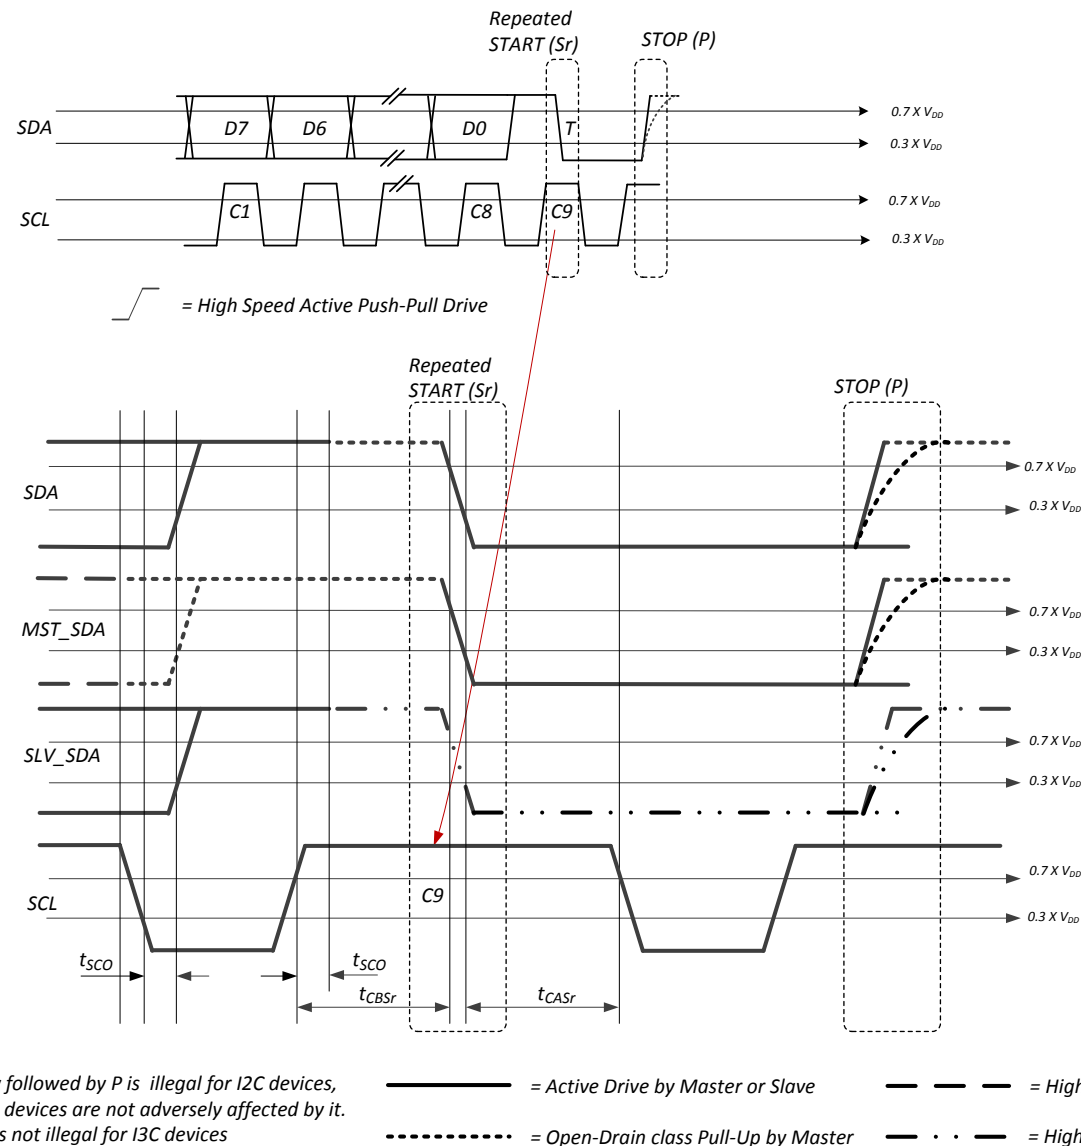 Repeated
START (Sr)
STOP (P)
SDA
D7
D6
D0
T
0.7 X VDD
0.3 X VDD
SCL
C1
C8
C9
0.7 X VDD
0.3 X VDD
= High Speed Active Push-Pull Drive
Repeated
START (Sr)
STOP (P)
SDA
0.7 X VDD
0.3 X VDD
MST_SDA
0.7 X VDD
0.3 X VDD
SLV_SDA
0.7 X VDD
0.3 X VDD
SCL
C9
0.7 X VDD
0.3 X VDD
tSCO
tSCO
tCBSr
tCASr
followed by P is illegal for I2C devices,
devices are not adversely affected by it.
s not illegal for I3C devices
= Active Drive by Master or Slave
= High
= Open-Drain class Pull-Up by Master
= High